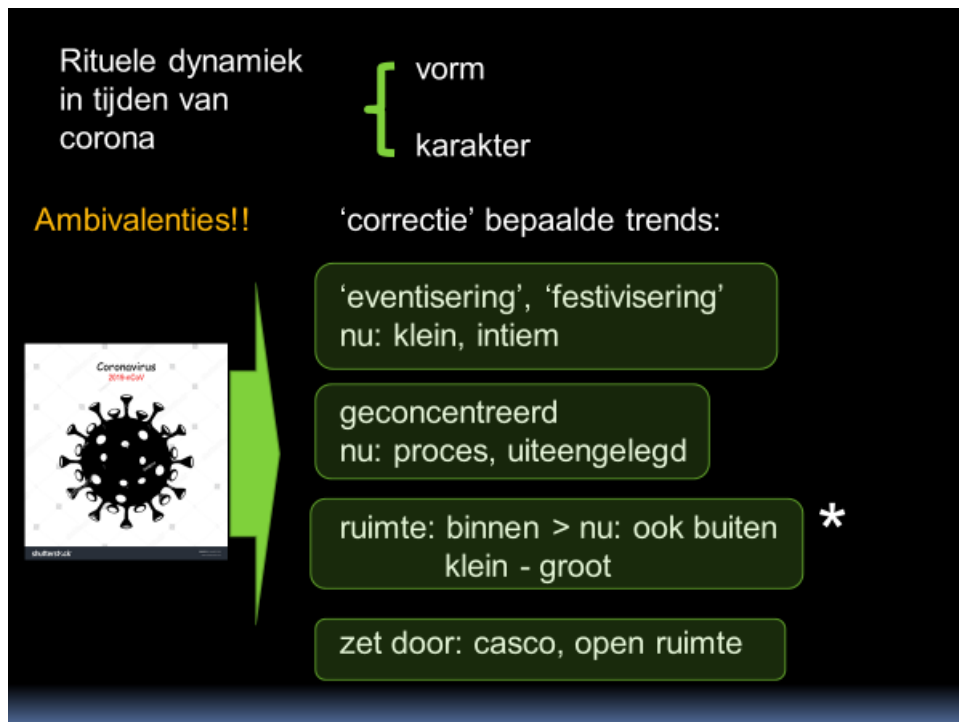 Rituele dynamiek
in tijden van
corona
vorm
karakter
Ambivalenties!!
‘correctie’ bepaalde trends:
‘eventisering’, ‘festivisering’
nu: klein, intiem
geconcentreerd
nu: proces, uiteengelegd
ruimte: binnen > nu: ook buiten
klein - groot
*
zet door: casco, open ruimte
Coronavirus
2019-nCoV
shutterstock